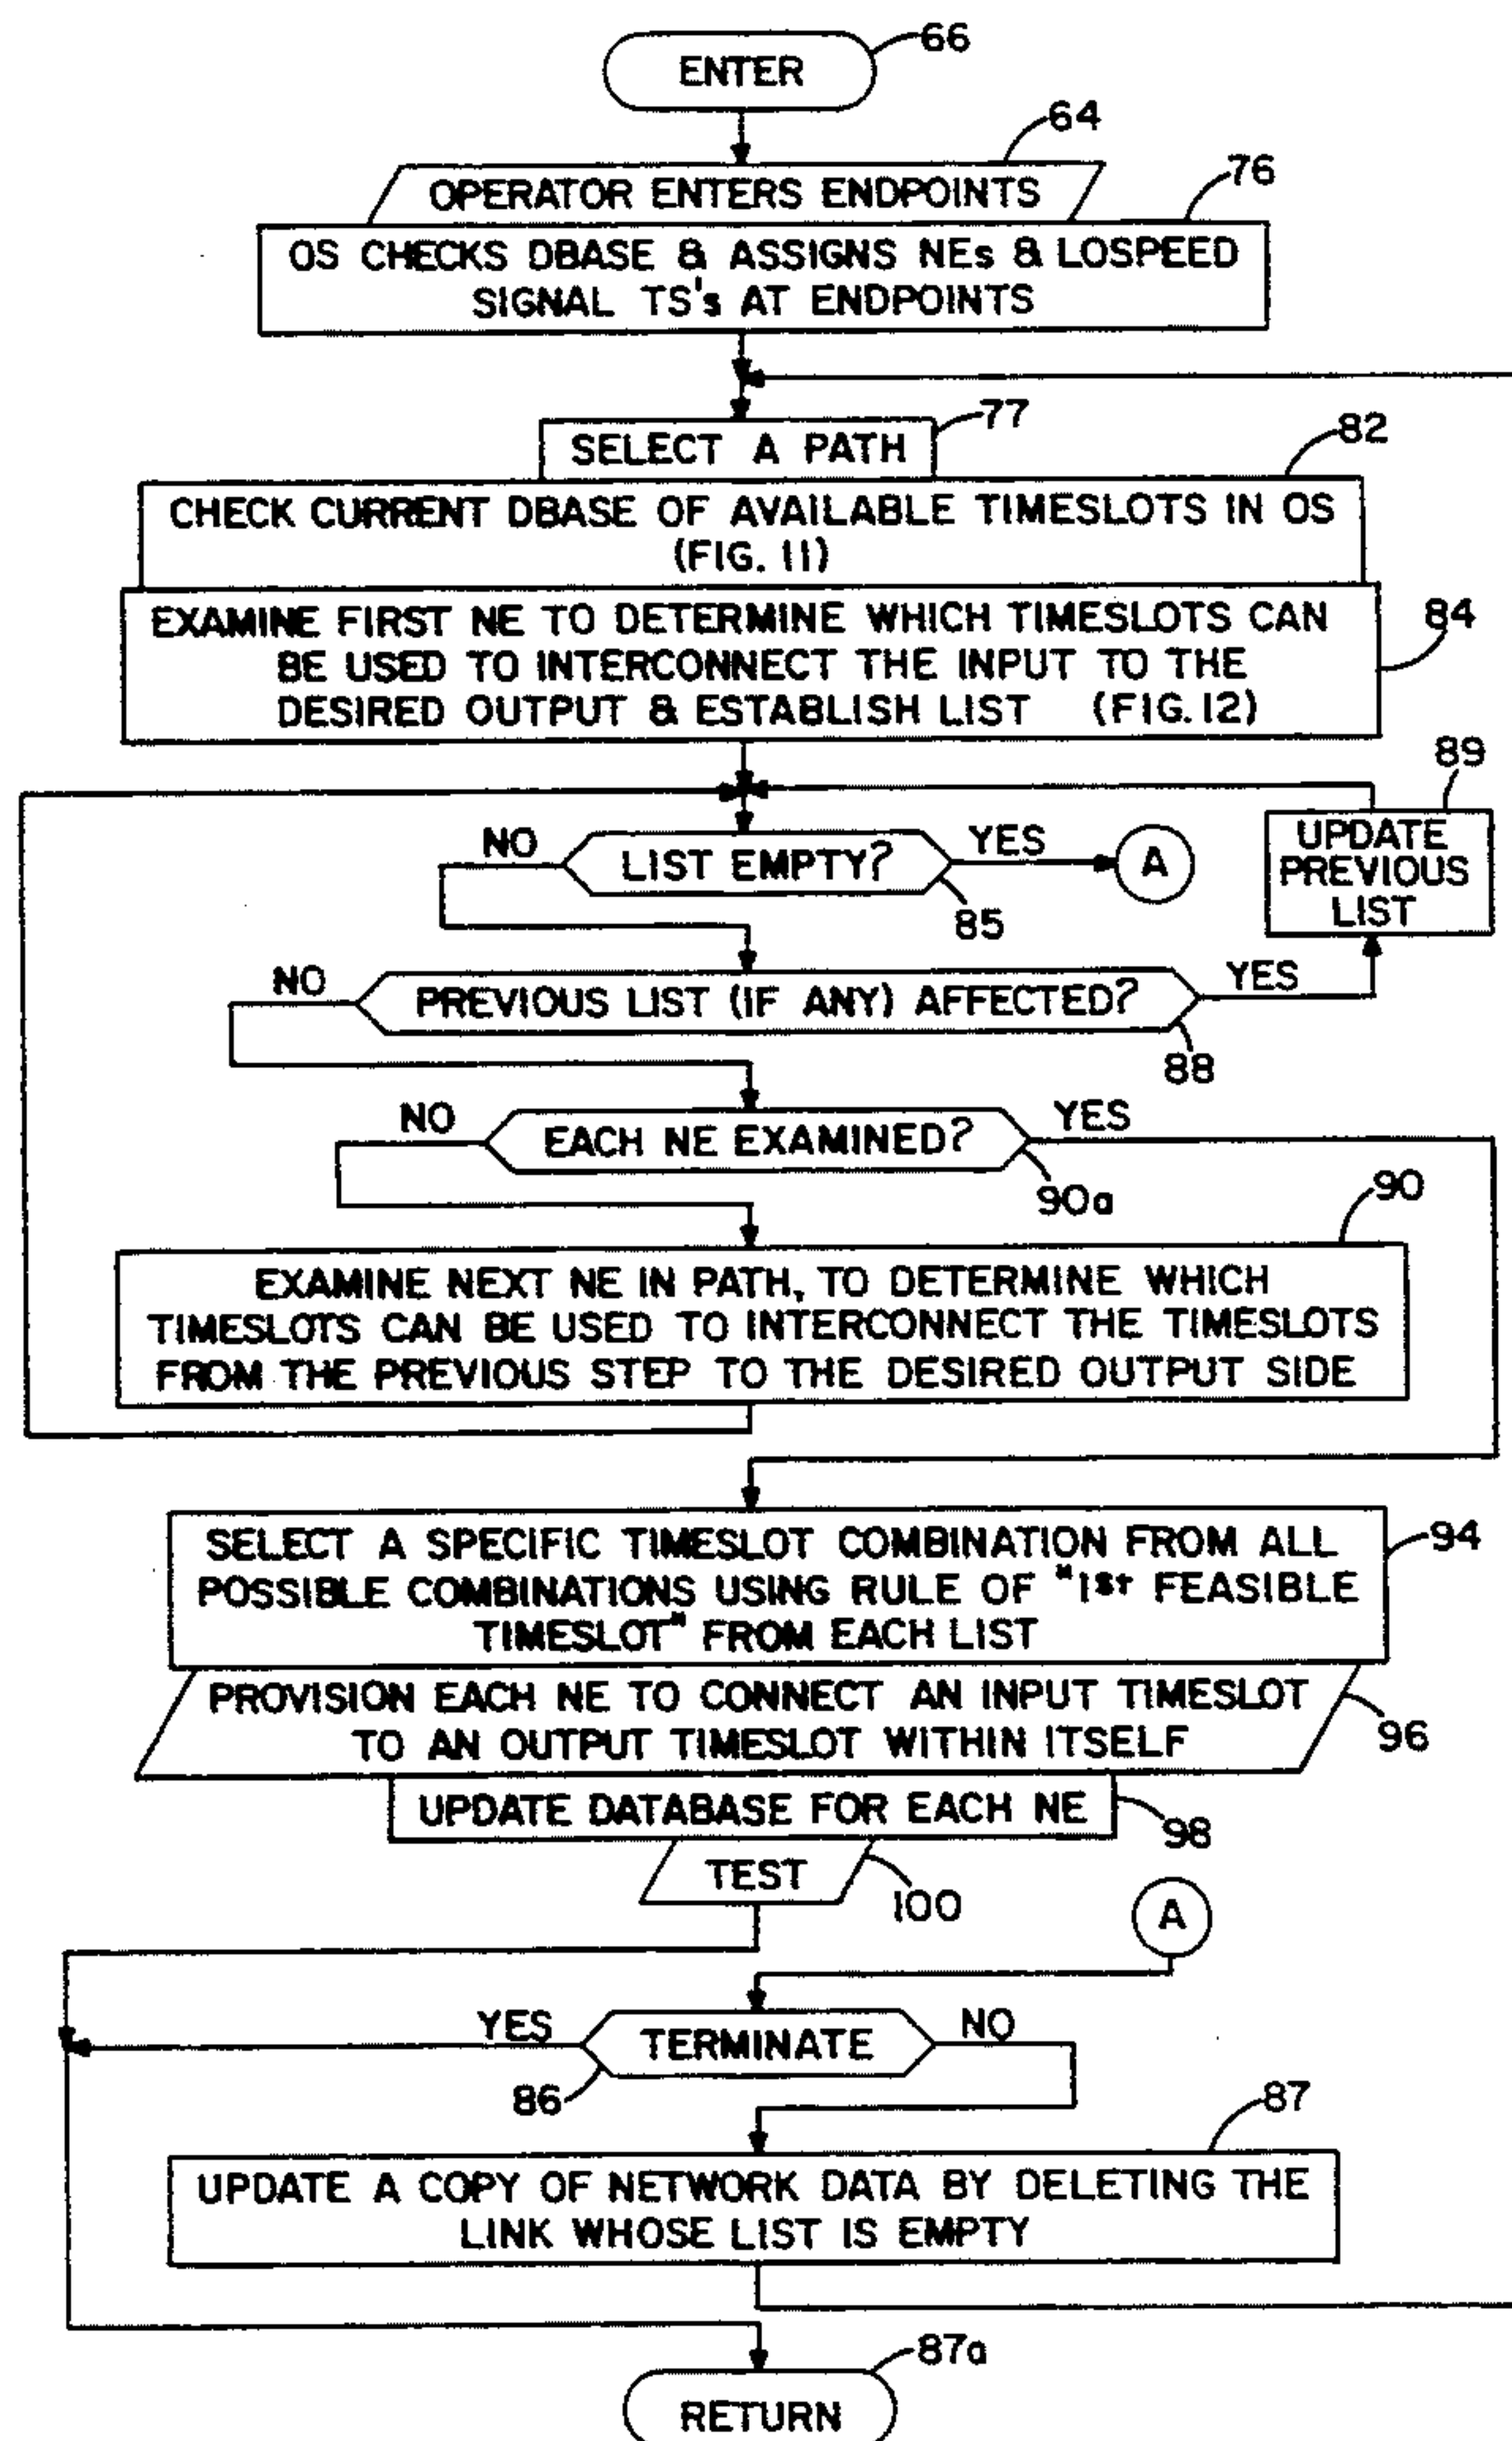 ENTER
66
64
OPERATOR ENTERS ENDPOINTS
76
OS CHECKS DBASE & ASSIGNS NEs & LOSPEED
SIGNAL TS's AT ENDPOINTS
77
SELECT A PATH
82
CHECK CURRENT DBASE OF AVAILABLE TIMESLOTS IN OS
(FIG. 11)
EXAMINE FIRST NE TO DETERMINE WHICH TIMESLOTS CAN
BE USED TO INTERCONNECT THE INPUT TO THE
DESIRED OUTPUT & ESTABLISH LIST (FIG.12)
84
89
UPDATE
PREVIOUS
LIST
NO
LIST EMPTY?
YES
A
85
NO
PREVIOUS LIST (IF ANY) AFFECTED?
YES
88
NO
EACH NE EXAMINED?
YES
90a
90
EXAMINE NEXT NE IN PATH, TO DETERMINE WHICH
TIMESLOTS CAN BE USED TO INTERCONNECT THE TIMESLOTS
FROM THE PREVIOUS STEP TO THE DESIRED OUTPUT SIDE
SELECT A SPECIFIC TIMESLOT COMBINATION FROM ALL
POSSIBLE COMBINATIONS USING RULE OF "1st FEASIBLE
TIMESLOT" FROM EACH LIST
94
PROVISION EACH NE TO CONNECT AN INPUT TIMESLOT
TO AN OUTPUT TIMESLOT WITHIN ITSELF
96
UPDATE DATABASE FOR EACH NE
98
TEST
100
A
YES
TERMINATE
NO
86
87
UPDATE A COPY OF NETWORK DATA BY DELETING THE
LINK WHOSE LIST IS EMPTY
87a
RETURN